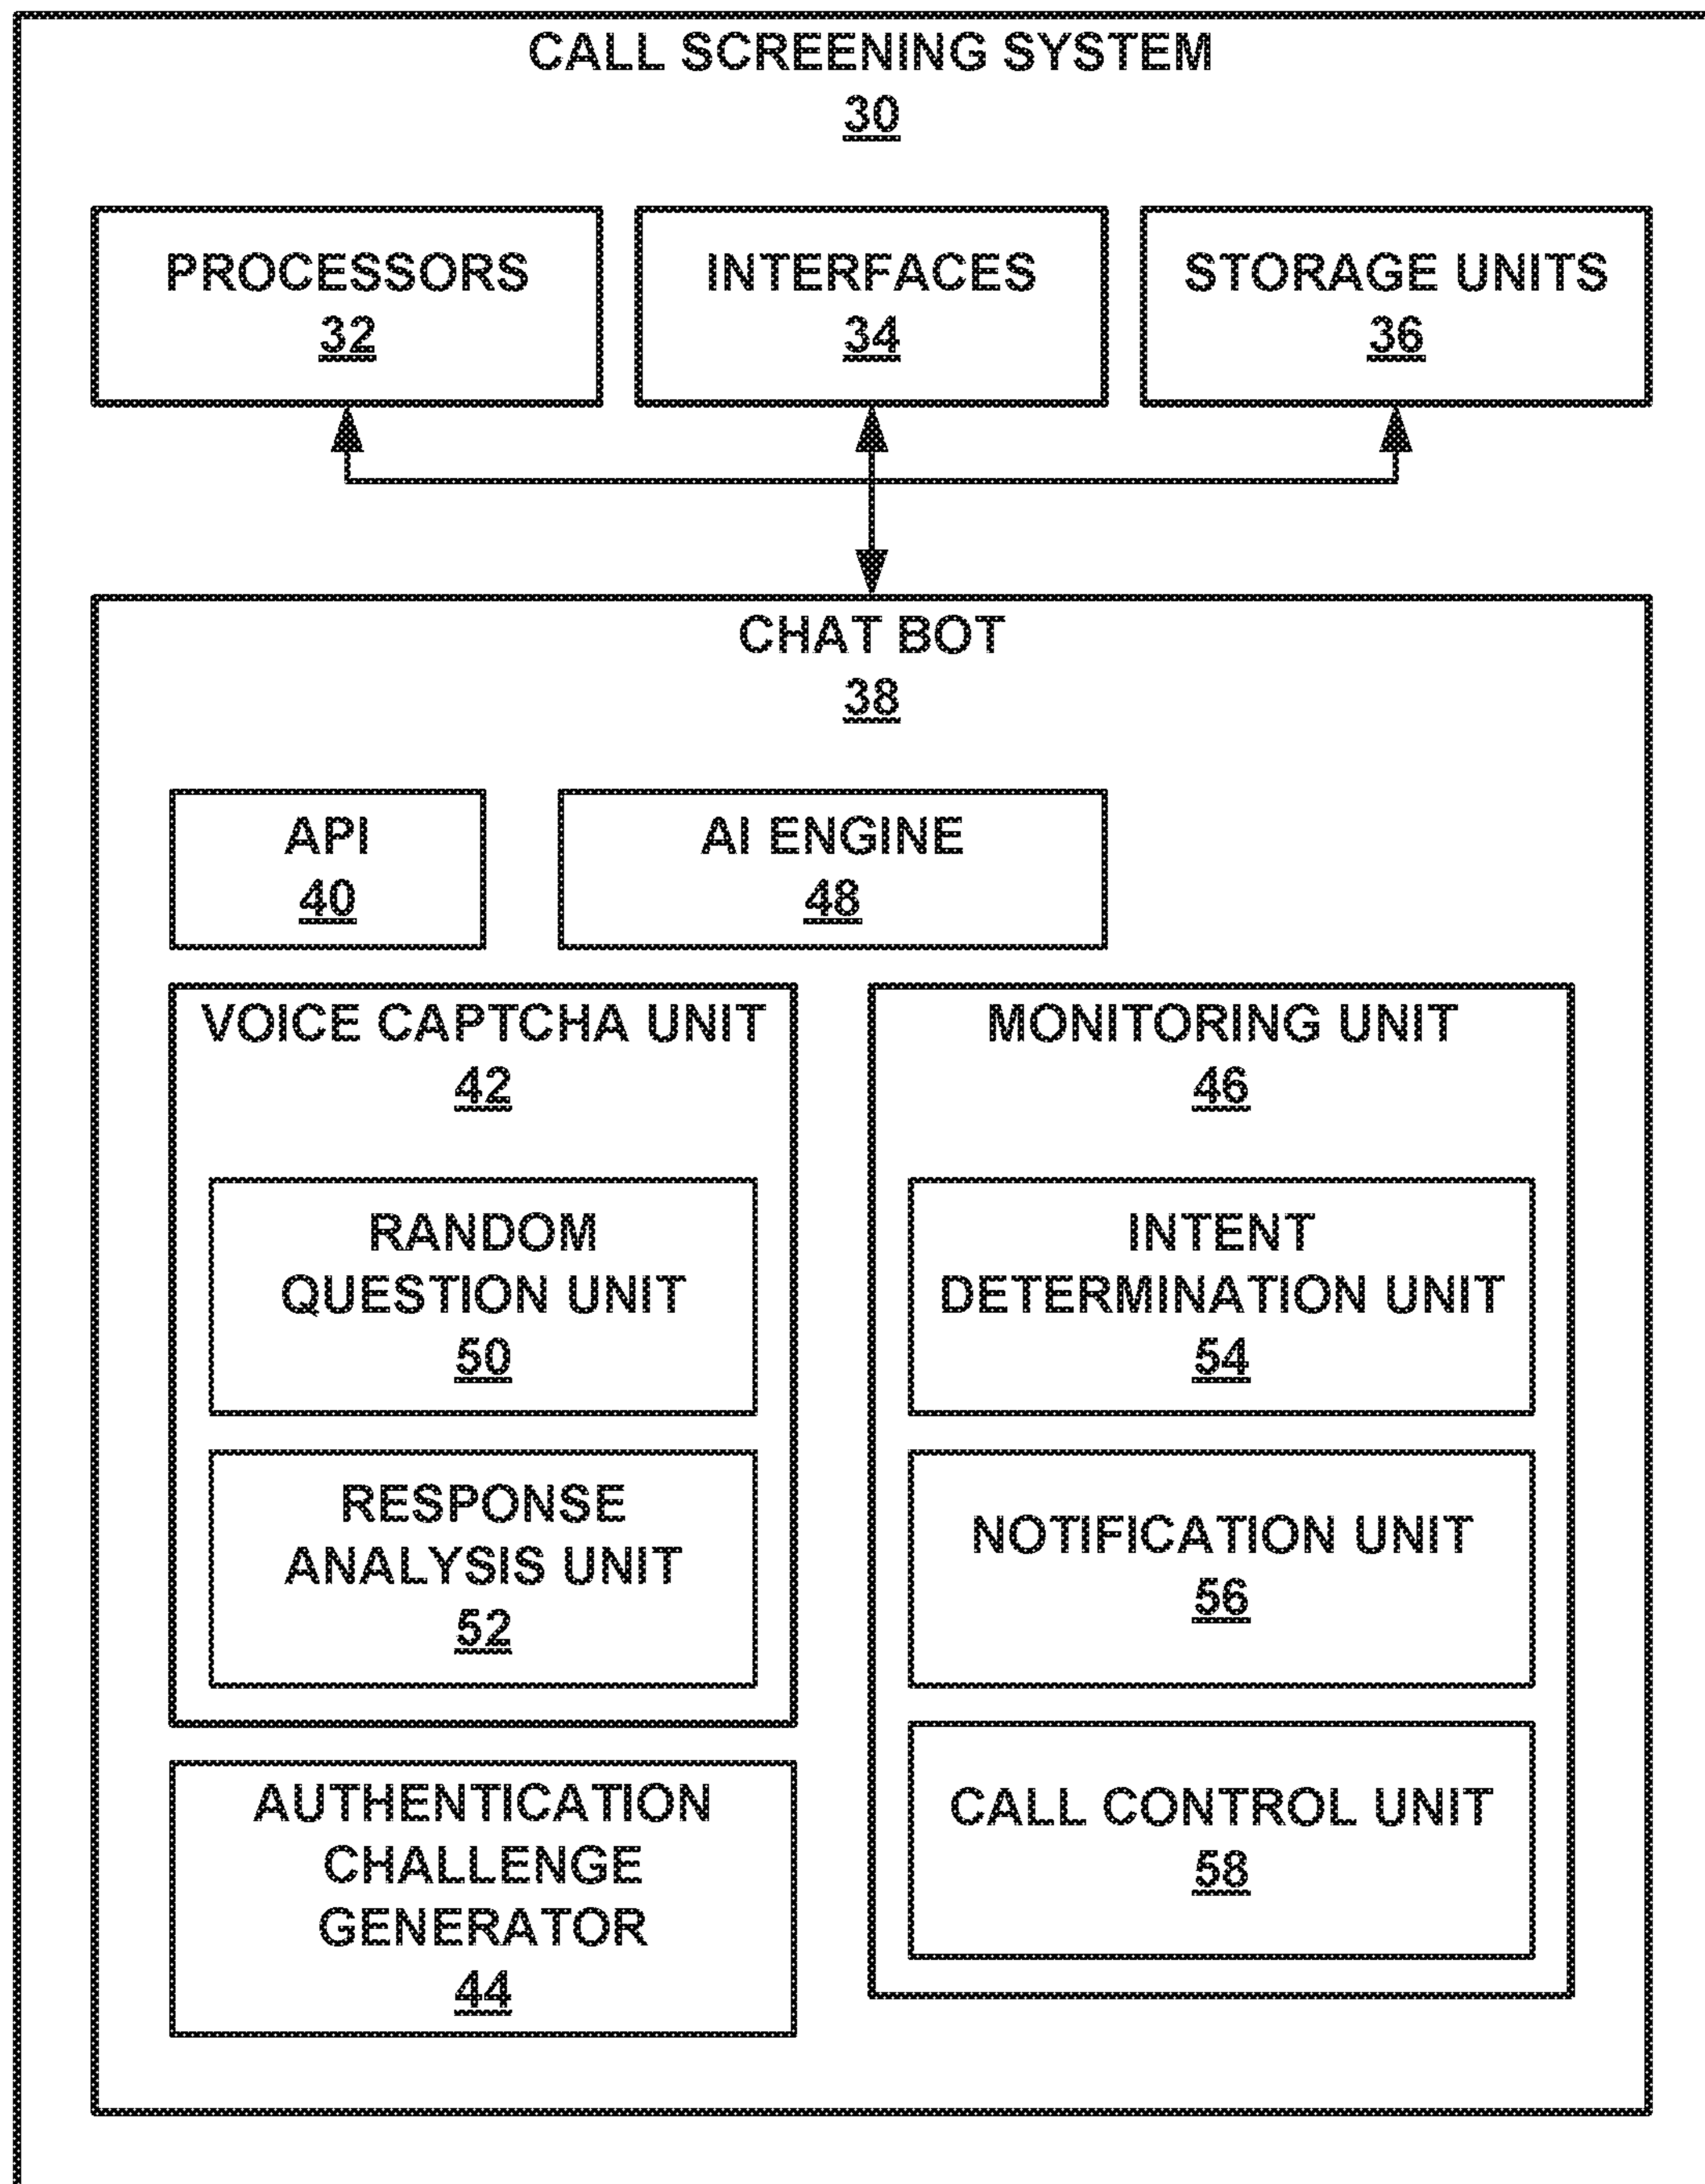 CALL SCREENING SYSTEM
30
PROCESSORS
32
INTERFACES
34
STORAGE UNITS
36
CHAT BOT
38
API
40
AI ENGINE
48
VOICE CAPTCHA UNIT
42
RANDOM
QUESTION UNIT
50
RESPONSE
ANALYSIS UNIT
52
AUTHENTICATION
CHALLENGE
GENERATOR
44
MONITORING UNIT
46
INTENT
DETERMINATION UNIT
54
NOTIFICATION UNIT
56
CALL CONTROL UNIT
58